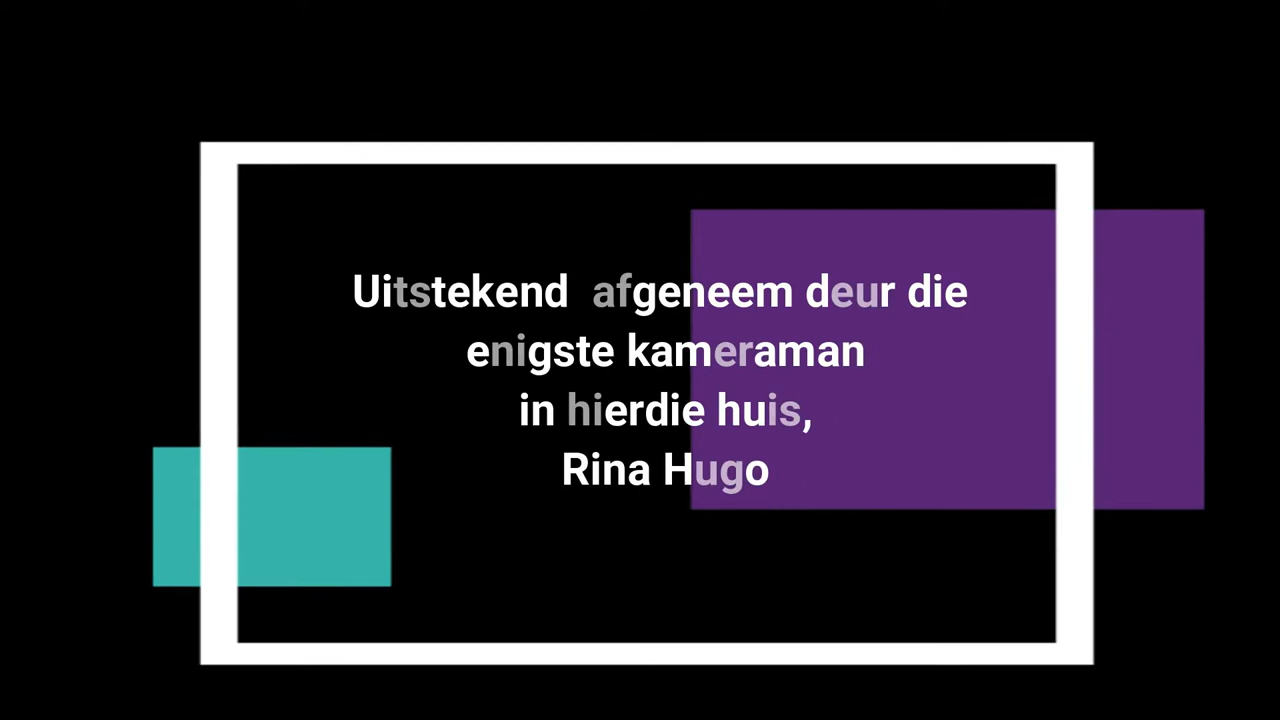 Uitstekend  afgeneem deur die
enigste kameraman
in hierdie huis,
Rina Hugo